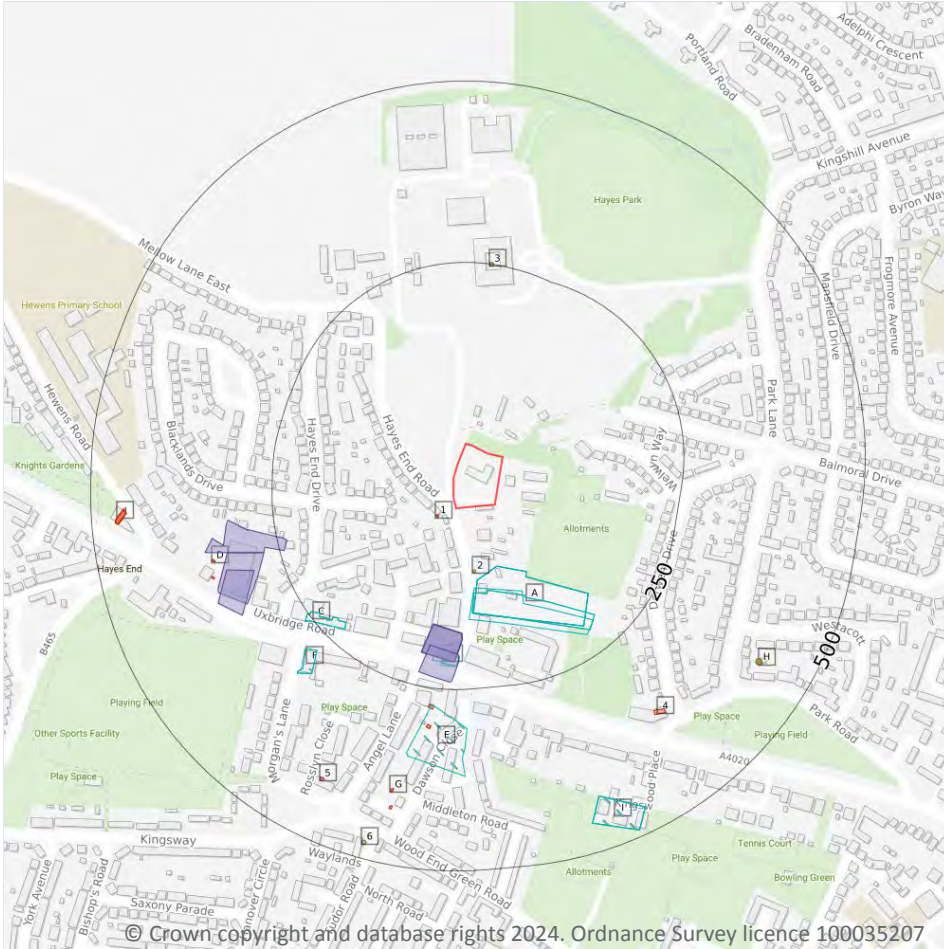 Adelphi Crescent
Bradenham Road
Portland Road
Kingshill Avenue
Byron Way
Hayes Park
Frogmore Avenue
Mansfield Drive
Mellow Lane East
3
Hewens Primary School
Hewens Road
Blacklands Drive
Hayes End Drive
Hayes End Road
Park Lane
Welwyn Way
Balmoral Drive
Knights Gardens
1
Allotments
D
Hayes End
2
250
A
C
Uxbridge Road
Play Space
Westacott
500
H
B465
F
Playing Field
Morgan's Lane
Play Space
4
Play Space
Park Road
Playing Field
Other Sports Facility
Rosslyn Close
Angel Lane
E
A4020
Play Space
5
G
Middleton Road
I
Kingsway
6
Waylands
Wood End Green Road
Tennis Court
Play Space
Allotments
Bowling Green
York Avenue
Bishop's Road
Saxony Parade
North Road
© Crown copyright and database rights 2024. Ordnance Survey licence 100035207